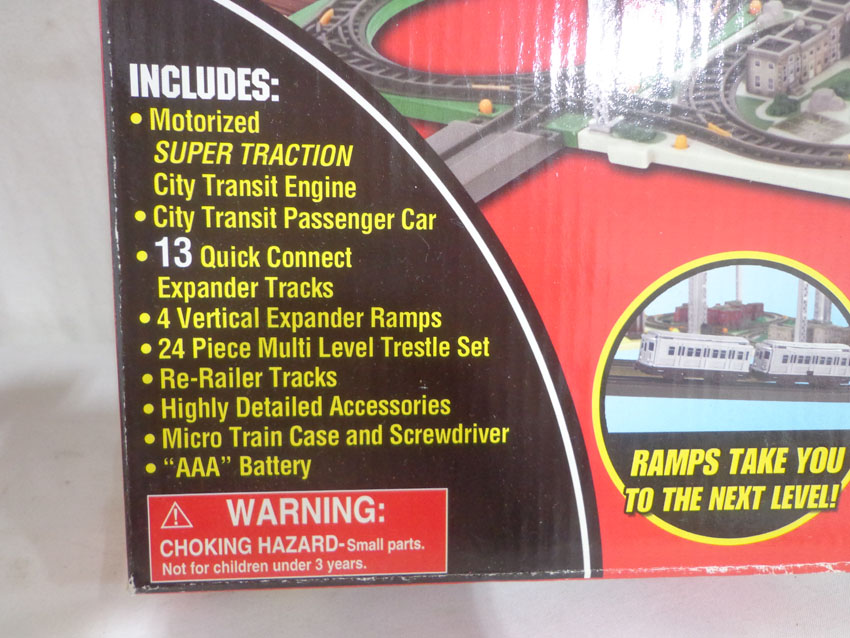 INCLUDES:
• Motorized
SUPER TRACTION
City Transit Engine
• City Transit Passenger Car
• 13 Quick Connect
Expander Tracks
• 4 Vertical Expander Ramps
• 24 Piece Multi Level Trestle Set
• Re-Railer Tracks
• Highly Detailed Accessories
• Micro Train Case and Screwdriver
• “AAA” Battery
WARNING:
CHOKING HAZARD-Small parts.
Not for children under 3 years.
RAMPS TAKE YOU
TO THE NEXT LEVEL!